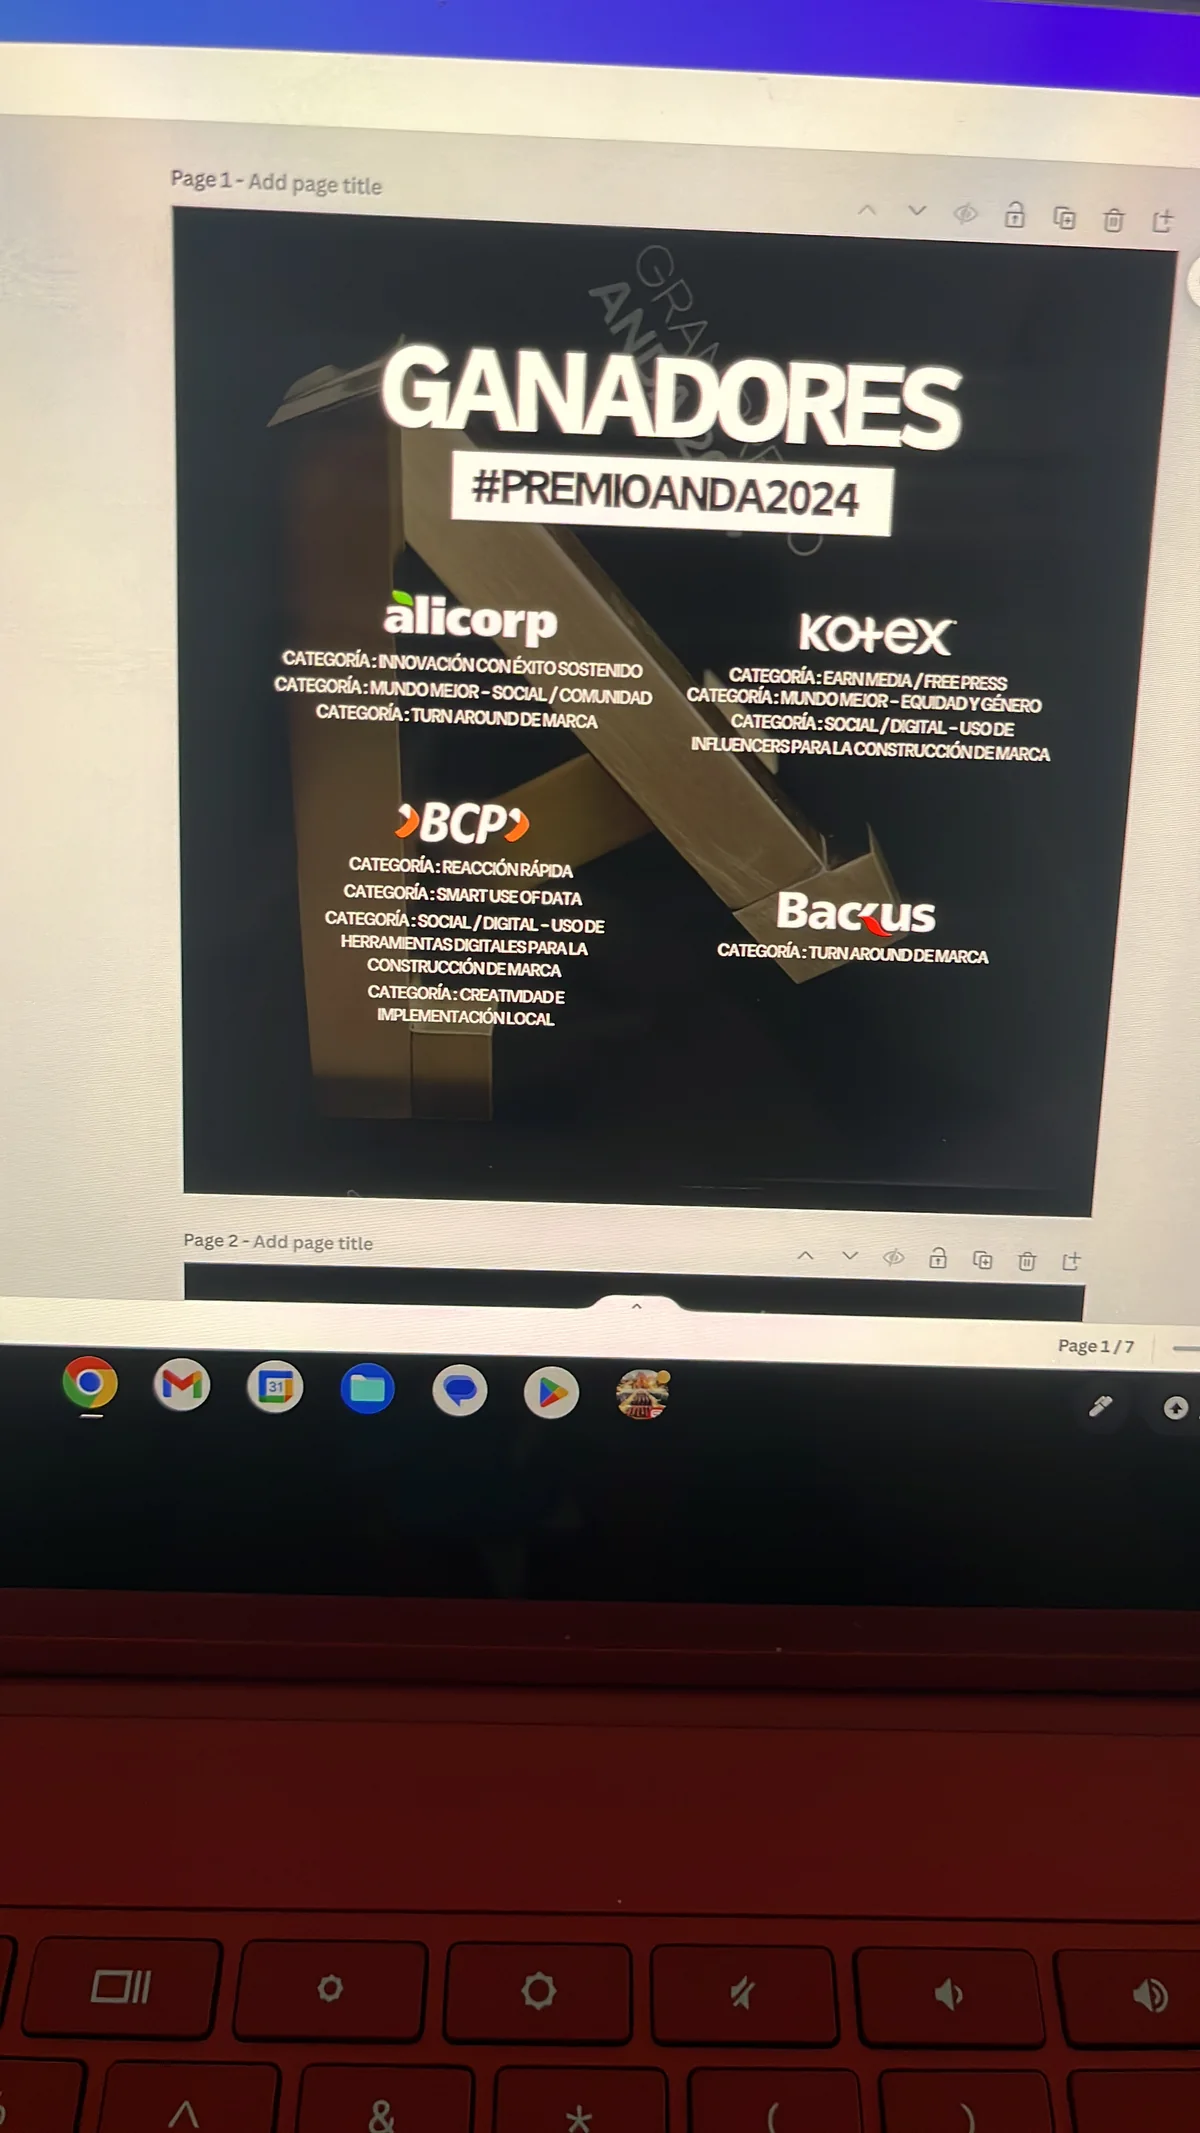 Page 1 - Add page title
GRAN
ANDA
GANADORES
#PREMIOANDA2024
alicorp
CATEGORÍA: INNOVACIÓN CON ÉXITO SOSTENIDO
CATEGORÍA: MUNDO MEJOR - SOCIAL / COMUNIDAD
CATEGORÍA: TURN AROUND DE MARCA
Kotex
CATEGORÍA: EARN MEDIA / FREE PRESS
CATEGORÍA: MUNDO MEJOR - EQUIDAD Y GÉNERO
CATEGORÍA: SOCIAL / DIGITAL - USO DE
INFLUENCERS PARA LA CONSTRUCCIÓN DE MARCA
BCP
CATEGORÍA: REACCIÓN RÁPIDA
CATEGORÍA: SMART USE OF DATA
CATEGORÍA: SOCIAL / DIGITAL - USO DE
HERRAMIENTAS DIGITALES PARA LA
CONSTRUCCIÓN DE MARCA
CATEGORÍA: CREATIVIDAD E
IMPLEMENTACIÓN LOCAL
Backus
CATEGORÍA: TURN AROUND DE MARCA
Page 2 - Add page title
Page 1 / 7
31
^
&
*
(
)